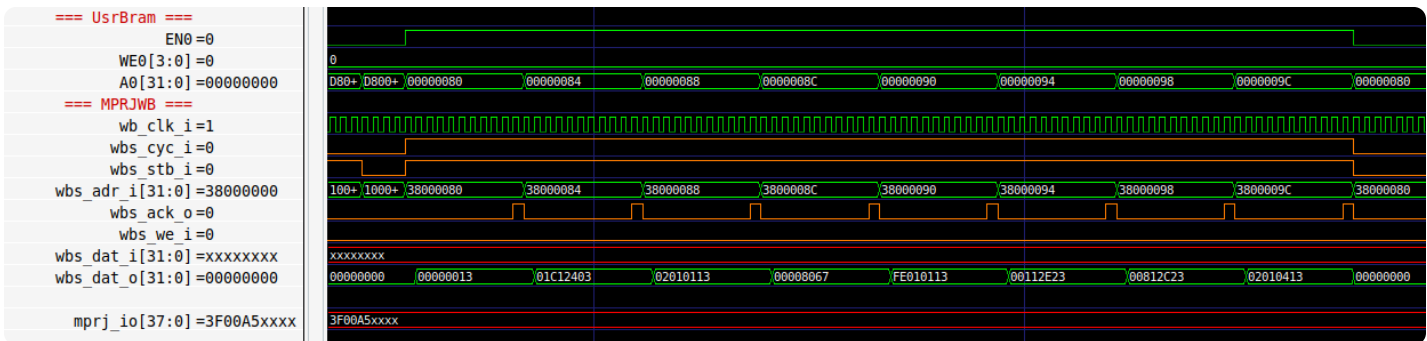 === UsrBram ===
EN0=0
WE0[3:0]=0 0
A0[31:0]=00000000 D80+ D800+ 00000080 00000084 00000088 0000008C 00000090 00000094 00000098 0000009C 00000080
=== MPRJWB ===
wb_clk_i=1
wbs_cyc_i=0
wbs_stb_i=0
wbs_adr_i[31:0]=38000000 100+ 1000+ 38000080 38000084 38000088 3800008C 38000090 38000094 38000098 3800009C 38000080
wbs_ack_o=0
wbs_we_i=0
wbs_dat_i[31:0]=xxxxxxxx xxxxxxxx
wbs_dat_o[31:0]=00000000 00000000 00000013 01C12403 02010113 00008067 FE010113 00112E23 00812C23 02010413 00000000
mprj_io[37:0]=3F00A5xxxx 3F00A5xxxx